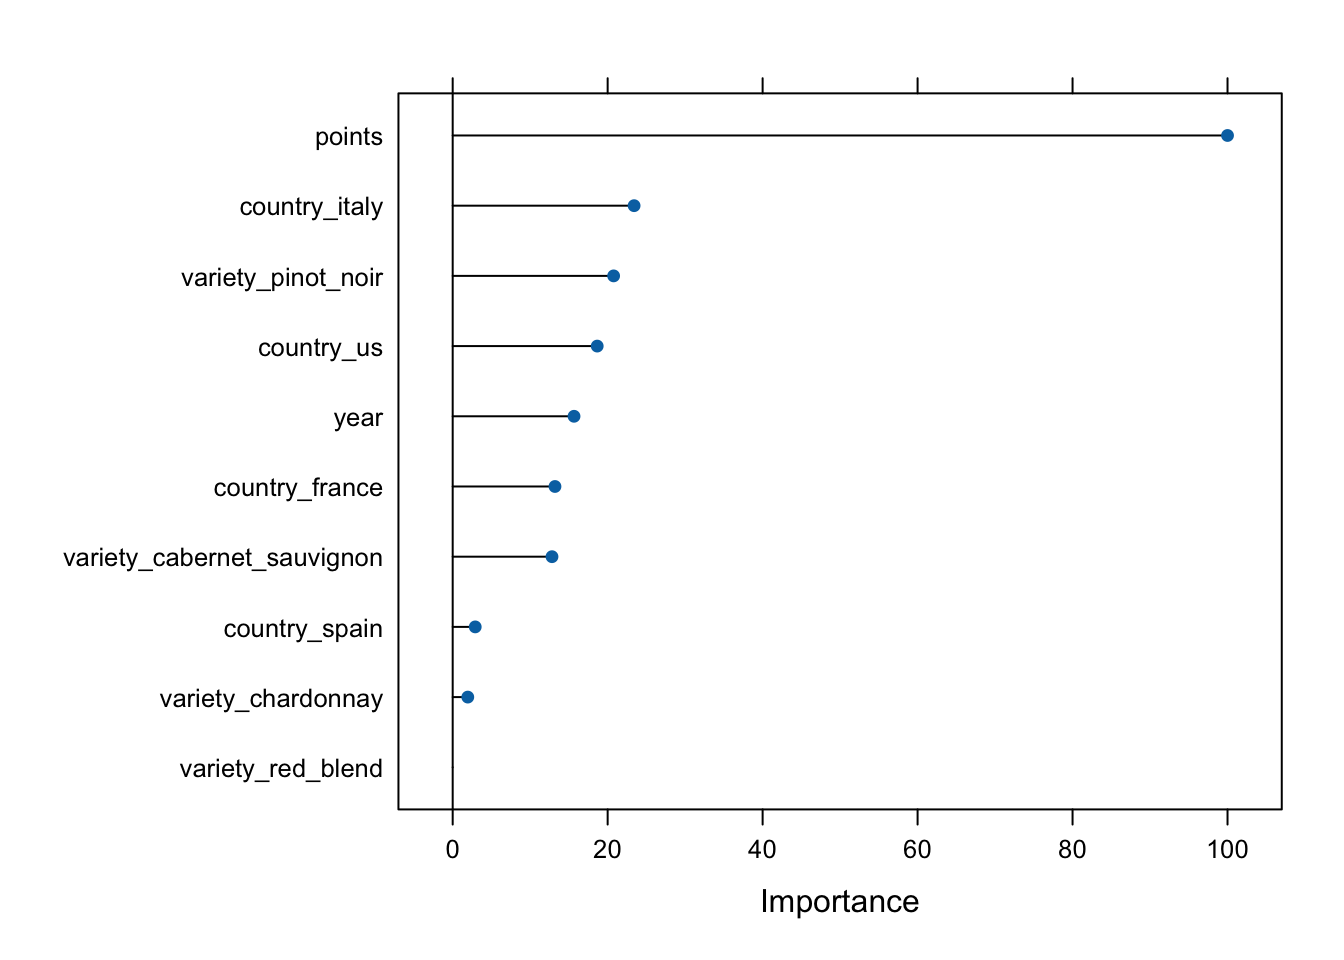 points
country_italy
variety_pinot_noir
country_us
year
country_france
variety_cabernet_sauvignon
country_spain
variety_chardonnay
variety_red_blend
0 20 40 60 80 100
Importance